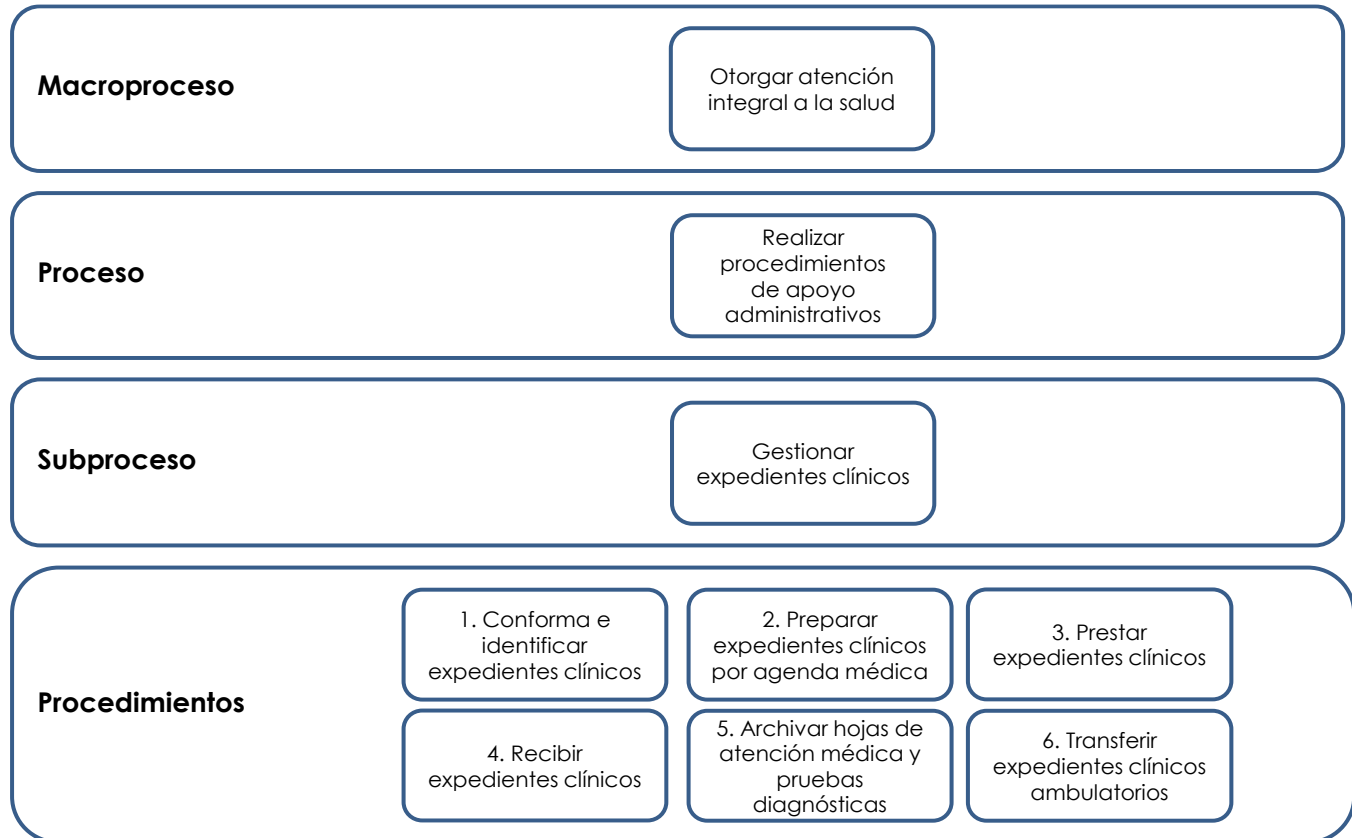 Macroproceso
Otorgar atención
integral a la salud
Proceso
Realizar
procedimientos
de apoyo
administrativos
Subproceso
Gestionar
expedientes clínicos
Procedimientos
1. Conforma e
identificar
expedientes clínicos
2. Preparar
expedientes clínicos
por agenda médica
3. Prestar
expedientes clínicos
4. Recibir
expedientes clínicos
5. Archivar hojas de
atención médica y
pruebas
diagnósticas
6. Transferir
expedientes clínicos
ambulatorios